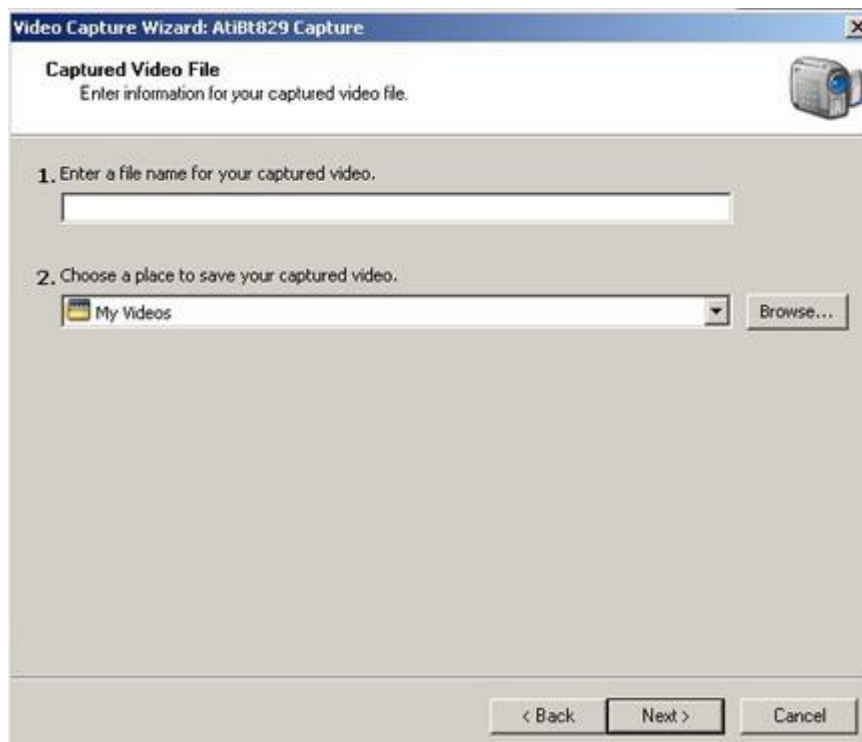 Video Capture Wizard: AtiBt829 Capture
Captured Video File
Enter information for your captured video file.
1. Enter a file name for your captured video.
2. Choose a place to save your captured video.
My Videos
Browse...
< Back
Next >
Cancel